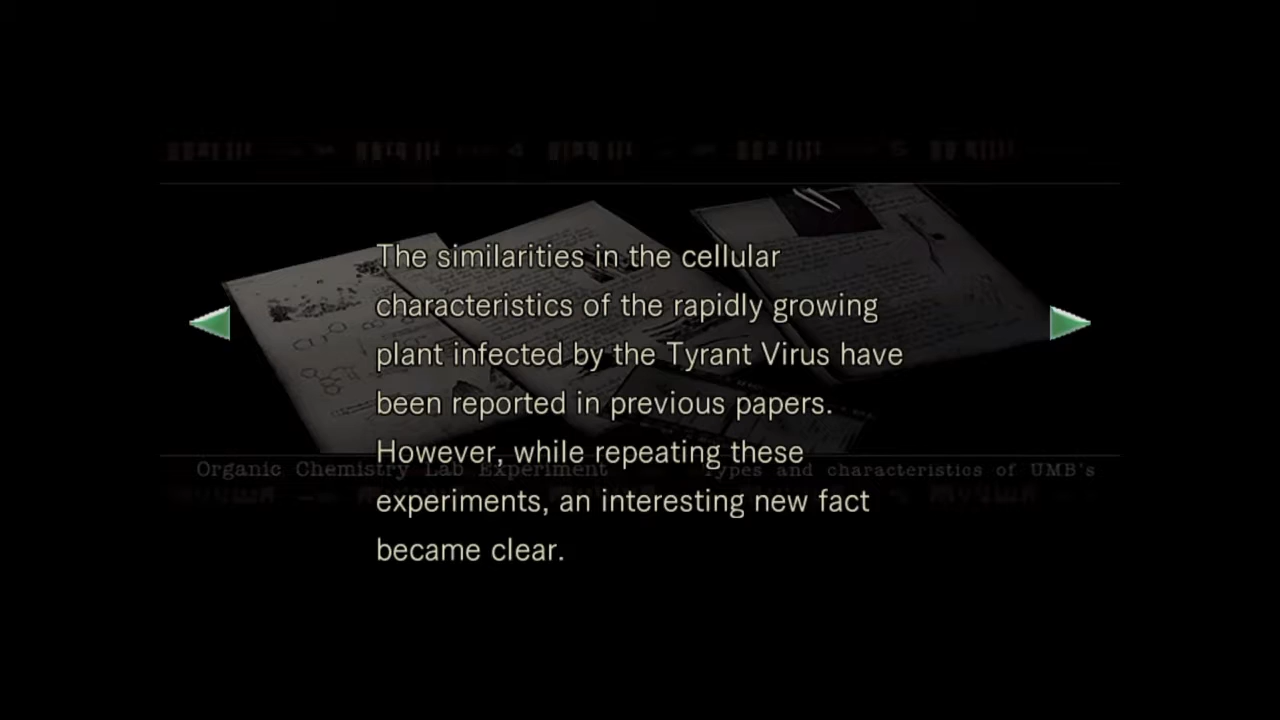 The similarities in the cellular
characteristics of the rapidly growing
plant infected by the Tyrant Virus have
been reported in previous papers.
However, while repeating these
Organic Chemistry Lab Experiment Types and characteristics of UMB's
experiments, an interesting new fact
became clear.